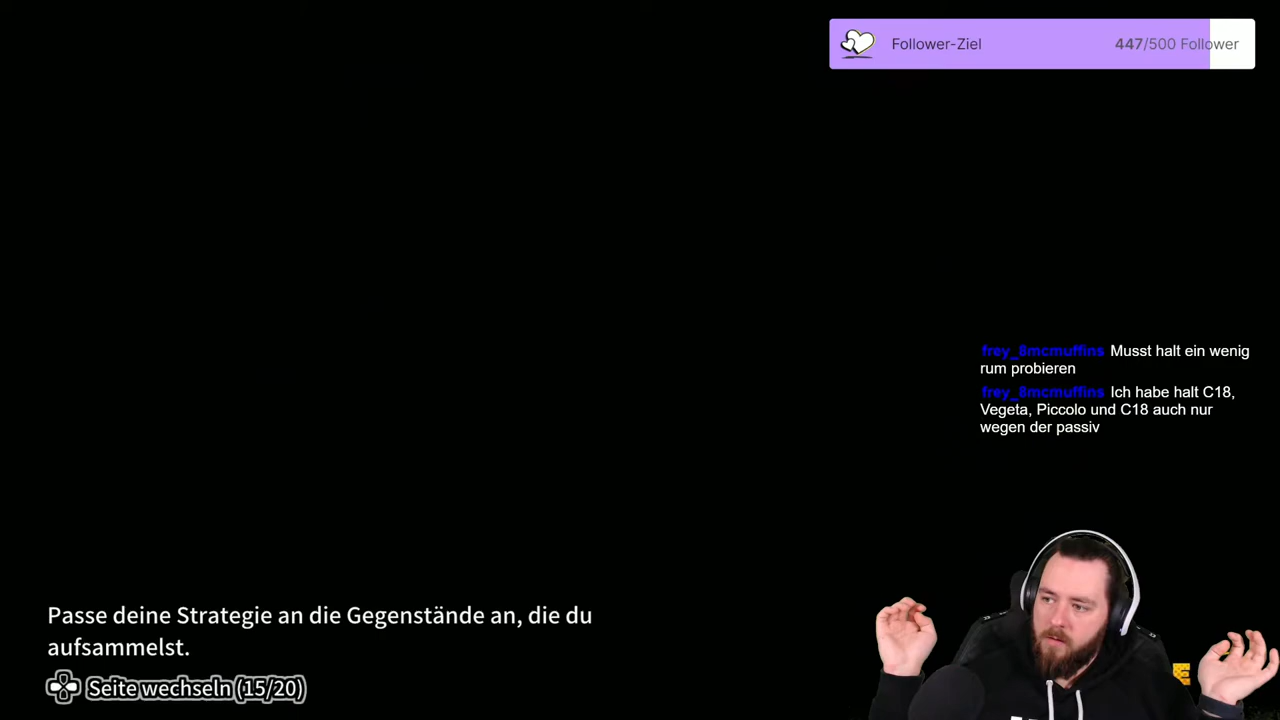 Follower-Ziel 447/500 Follower
frey_8mcmuffins Musst halt ein wenig
rum probieren
frey_8mcmuffins Ich habe halt C18,
Vegeta, Piccolo und C18 auch nur
wegen der passiv
Passe deine Strategie an die Gegenstände an, die du
aufsammelst.
Seite wechseln (15/20)